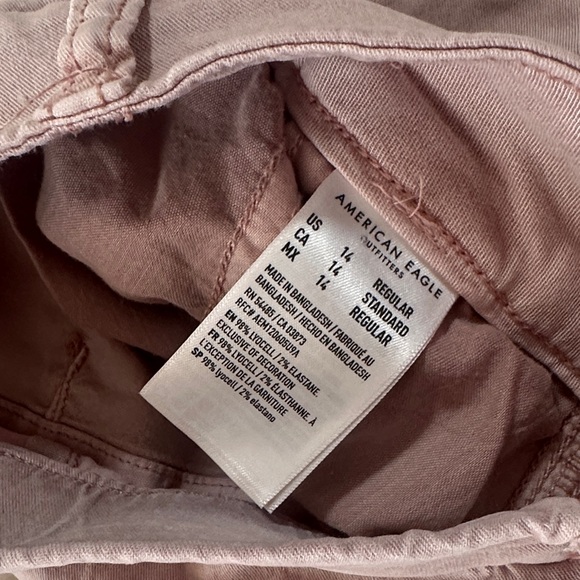 AMERICAN EAGLE
OUTFITTERS
US 14 REGULAR
CA 14 STANDARD
MX 14 REGULAR
MADE IN BANGLADESH / FABRIQUÉ AU
BANGLADESH / HECHO EN BANGLADESH
RN 54485 / CA 03873
RFC# AEM120606U9A
EN 98% LYOCELL / 2% ELASTANE.
EXCLUSIVE OF DECORATION
FR 98% LYOCELL / 2% ÉLASTHANNE. À
L'EXCEPTION DE LA GARNITURE
SP 98% lyocell / 2% elastano